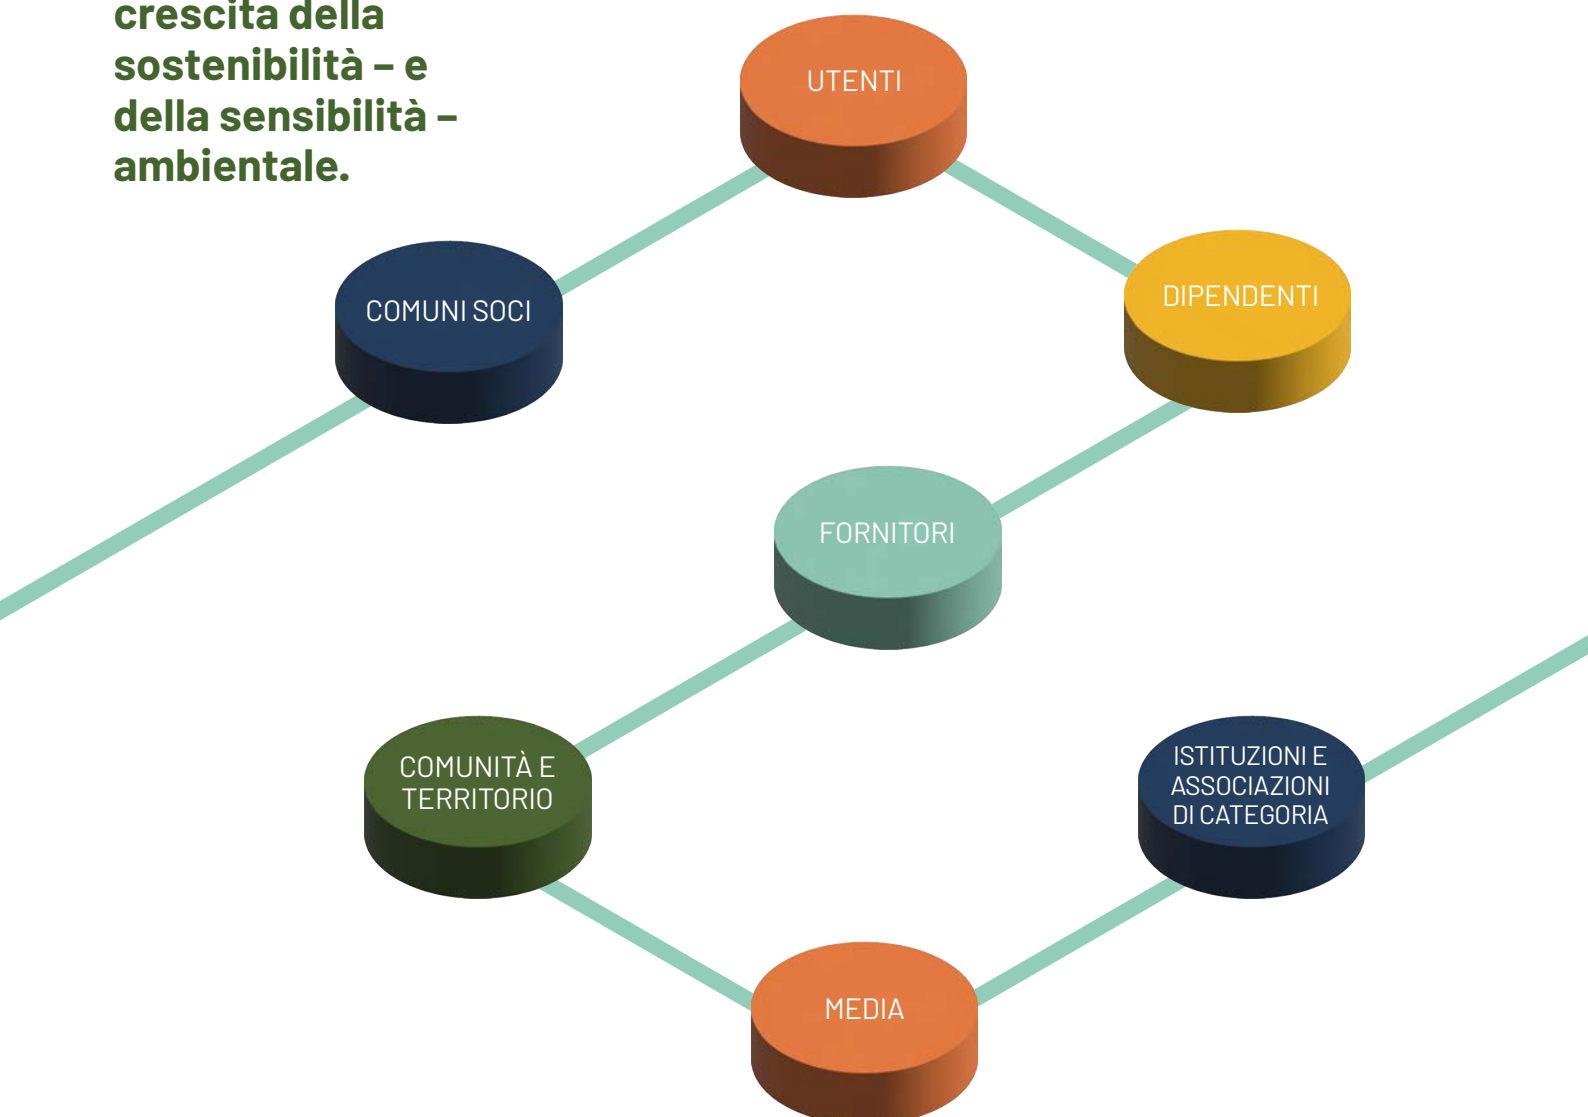 crescita della
sostenibilità – e
della sensibilità –
ambientale.
UTENTI
COMUNI SOCI
DIPENDENTI
FORNITORI
COMUNITÀ E
TERRITORIO
ISTITUZIONI E
ASSOCIAZIONI
DI CATEGORIA
MEDIA